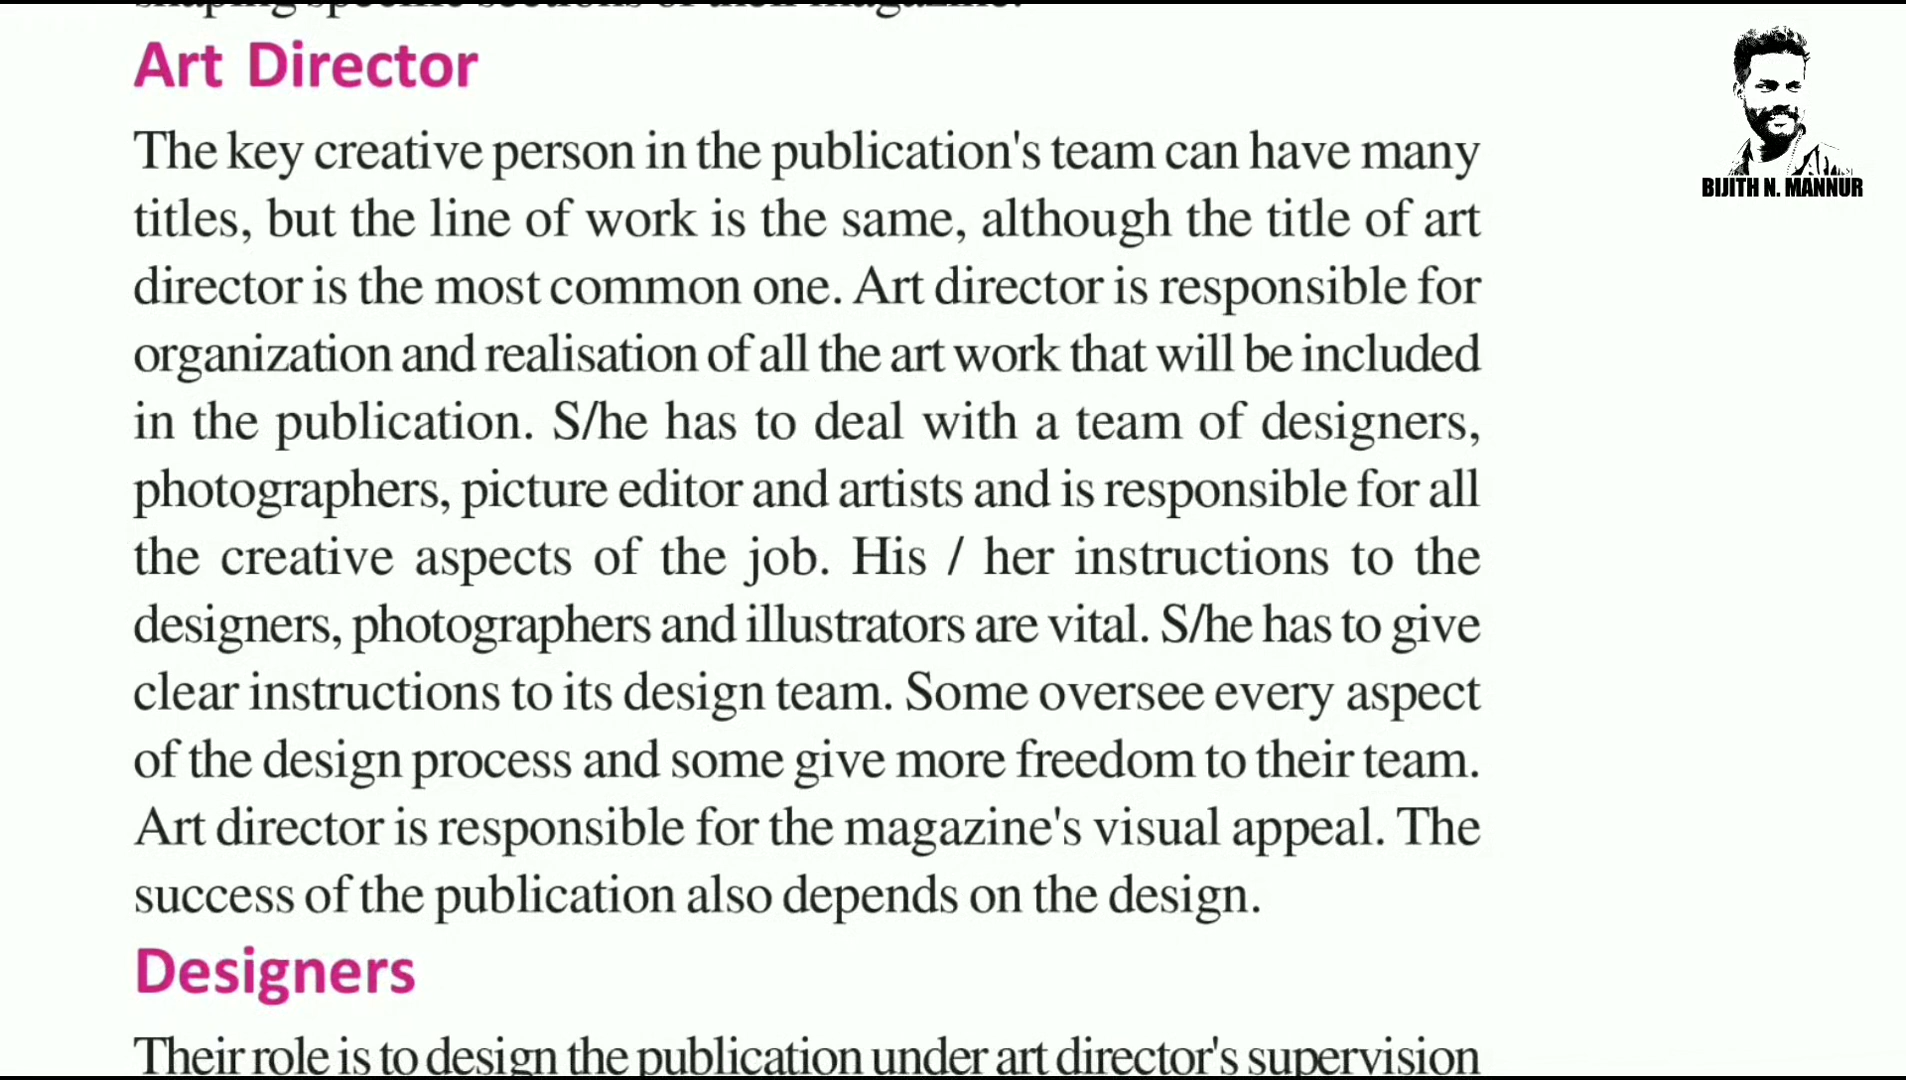 shaping specific sections of their magazine.
Art Director
The key creative person in the publication's team can have many
titles, but the line of work is the same, although the title of art
director is the most common one. Art director is responsible for
organization and realisation of all the art work that will be included
in the publication. S/he has to deal with a team of designers,
photographers, picture editor and artists and is responsible for all
the creative aspects of the job. His / her instructions to the
designers, photographers and illustrators are vital. S/he has to give
clear instructions to its design team. Some oversee every aspect
of the design process and some give more freedom to their team.
Art director is responsible for the magazine's visual appeal. The
success of the publication also depends on the design.
Designers
Their role is to design the publication under art director's supervision
BIJITH N. MANNUR